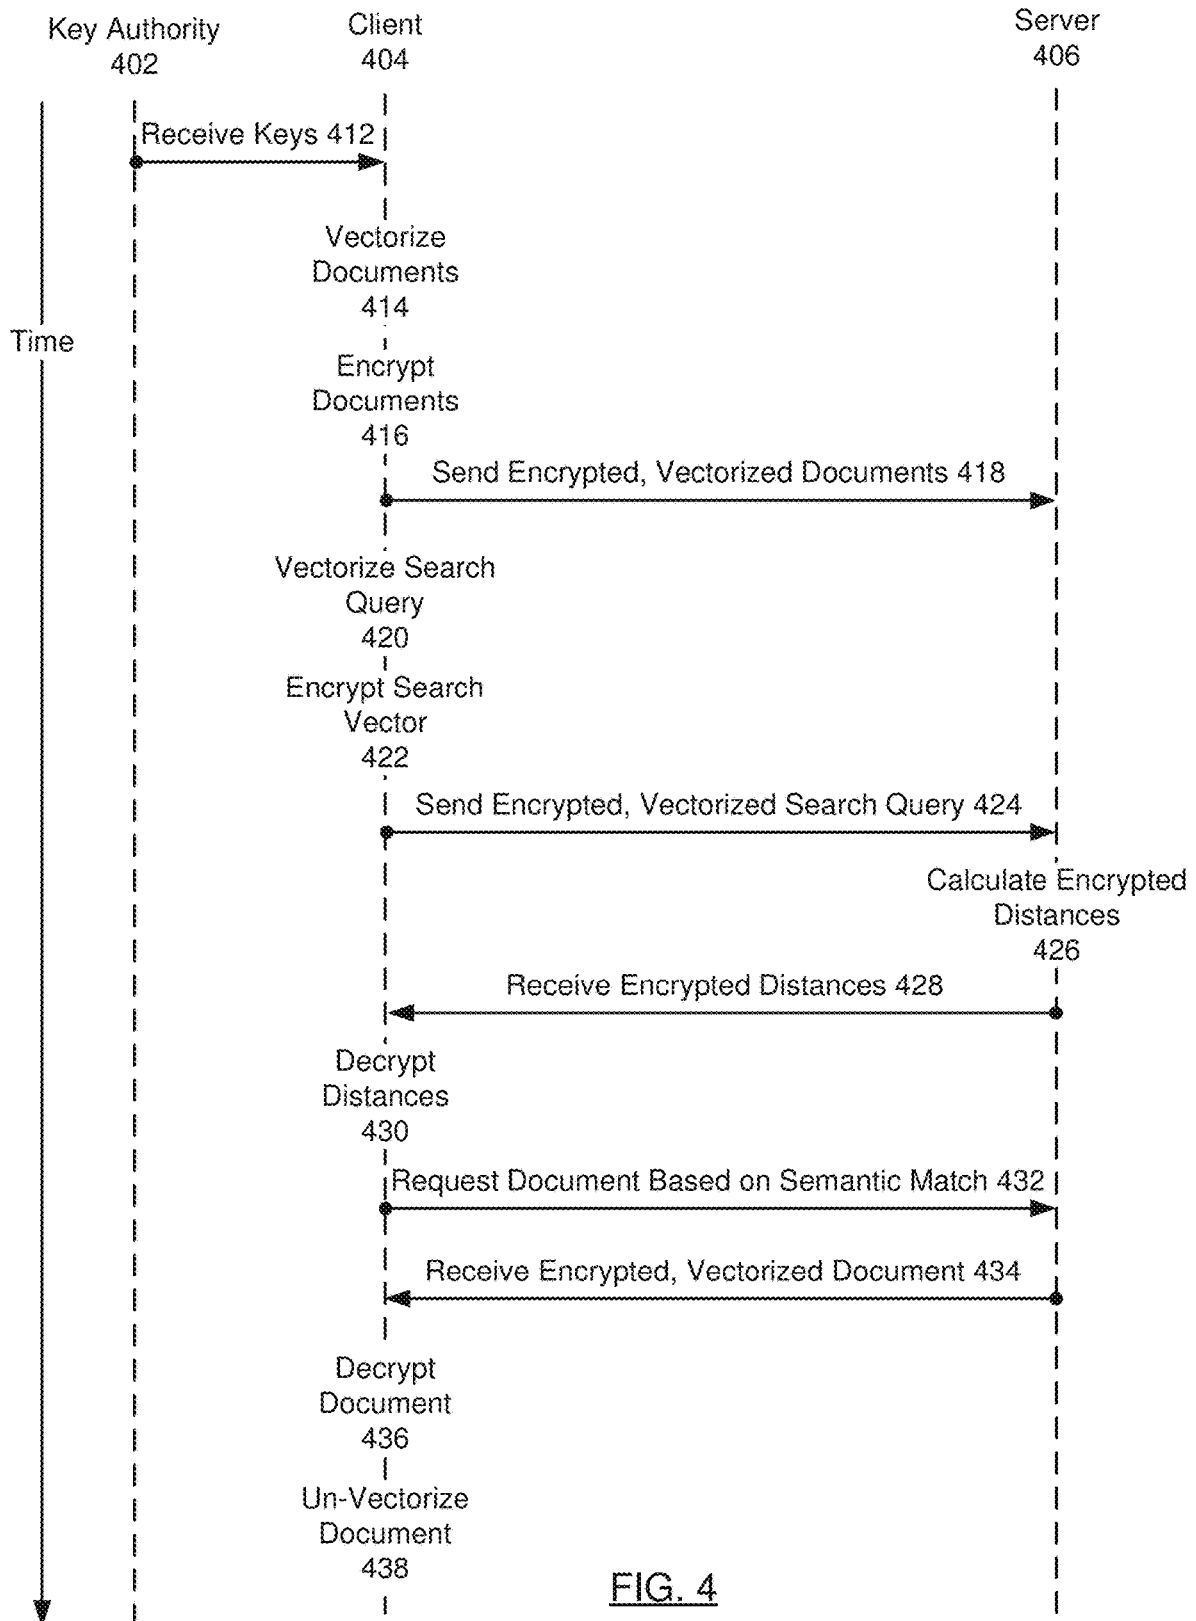 Key Authority
402
Client
404
Server
406
Receive Keys 412
Vectorize
Documents
414
Time
Encrypt
Documents
416
Send Encrypted, Vectorized Documents 418
Vectorize Search
Query
420
Encrypt Search
Vector
422
Send Encrypted, Vectorized Search Query 424
Calculate Encrypted
Distances
426
Receive Encrypted Distances 428
Decrypt
Distances
430
Request Document Based on Semantic Match 432
Receive Encrypted, Vectorized Document 434
Decrypt
Document
436
Un-Vectorize
Document
438
FIG. 4